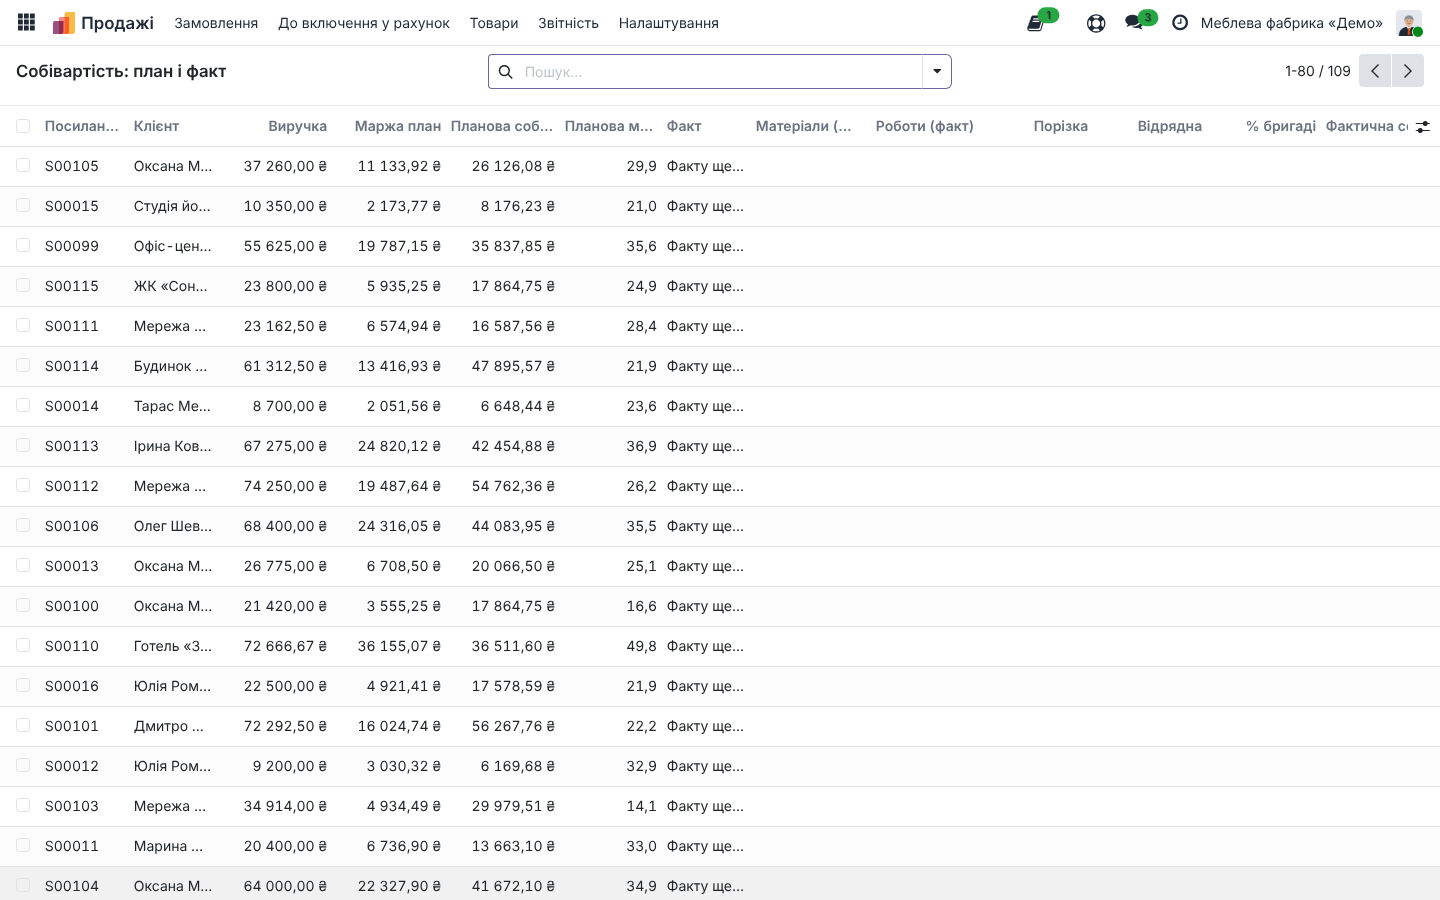 Продажі Замовлення До включення у рахунок Товари Звітність Налаштування 1 3 Меблева фабрика «Демо»
Собівартість: план і факт Пошук... 1-80 / 109
Посилан... Клієнт Виручка Маржа план Планова соб... Планова м... Факт Матеріали (... Роботи (факт) Порізка Відрядна % бригаді Фактична со
S00105 Оксана М... 37 260,00 ₴ 11 133,92 ₴ 26 126,08 ₴ 29,9 Факту ще...
S00015 Студія йо... 10 350,00 ₴ 2 173,77 ₴ 8 176,23 ₴ 21,0 Факту ще...
S00099 Офіс-цен... 55 625,00 ₴ 19 787,15 ₴ 35 837,85 ₴ 35,6 Факту ще...
S00115 ЖК «Сон... 23 800,00 ₴ 5 935,25 ₴ 17 864,75 ₴ 24,9 Факту ще...
S00111 Мережа ... 23 162,50 ₴ 6 574,94 ₴ 16 587,56 ₴ 28,4 Факту ще...
S00114 Будинок ... 61 312,50 ₴ 13 416,93 ₴ 47 895,57 ₴ 21,9 Факту ще...
S00014 Тарас Ме... 8 700,00 ₴ 2 051,56 ₴ 6 648,44 ₴ 23,6 Факту ще...
S00113 Ірина Ков... 67 275,00 ₴ 24 820,12 ₴ 42 454,88 ₴ 36,9 Факту ще...
S00112 Мережа ... 74 250,00 ₴ 19 487,64 ₴ 54 762,36 ₴ 26,2 Факту ще...
S00106 Олег Шев... 68 400,00 ₴ 24 316,05 ₴ 44 083,95 ₴ 35,5 Факту ще...
S00013 Оксана М... 26 775,00 ₴ 6 708,50 ₴ 20 066,50 ₴ 25,1 Факту ще...
S00100 Оксана М... 21 420,00 ₴ 3 555,25 ₴ 17 864,75 ₴ 16,6 Факту ще...
S00110 Готель «З... 72 666,67 ₴ 36 155,07 ₴ 36 511,60 ₴ 49,8 Факту ще...
S00016 Юлія Ром... 22 500,00 ₴ 4 921,41 ₴ 17 578,59 ₴ 21,9 Факту ще...
S00101 Дмитро ... 72 292,50 ₴ 16 024,74 ₴ 56 267,76 ₴ 22,2 Факту ще...
S00012 Юлія Ром... 9 200,00 ₴ 3 030,32 ₴ 6 169,68 ₴ 32,9 Факту ще...
S00103 Мережа ... 34 914,00 ₴ 4 934,49 ₴ 29 979,51 ₴ 14,1 Факту ще...
S00011 Марина ... 20 400,00 ₴ 6 736,90 ₴ 13 663,10 ₴ 33,0 Факту ще...
S00104 Оксана М... 64 000,00 ₴ 22 327,90 ₴ 41 672,10 ₴ 34,9 Факту ще...